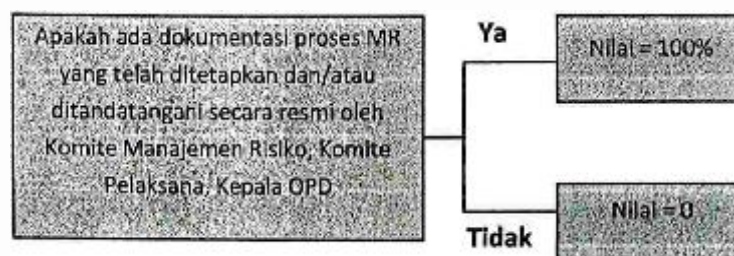 Apakah ada dokumentasi proses MR
yang telah ditetapkan dan/atau
ditandatangani secara resmi oleh
Komite Manajemen Risiko, Komite
Pelaksana, Kepala OPD
Ya
Nilai = 100%
Nilai = 0
Tidak